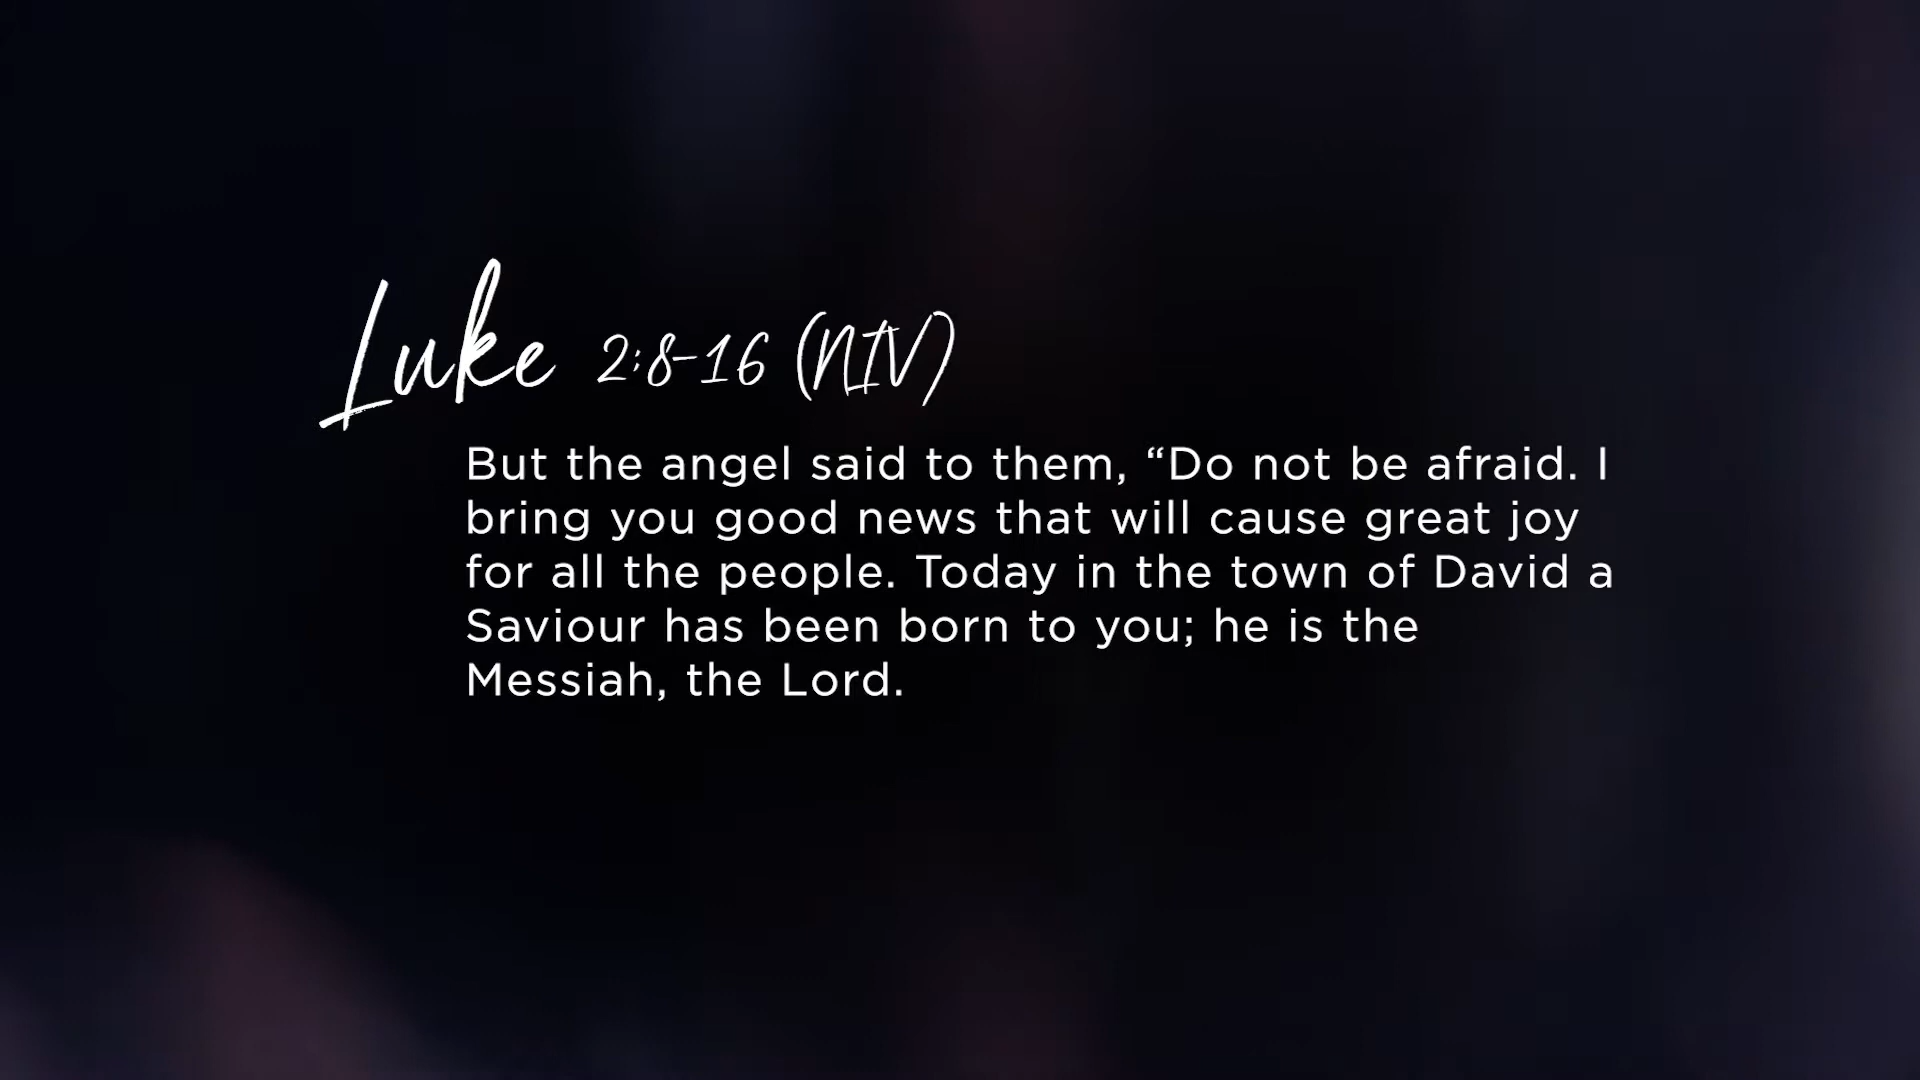 Luke 2:8-16 (NIV)
But the angel said to them, “Do not be afraid. I
bring you good news that will cause great joy
for all the people. Today in the town of David a
Saviour has been born to you; he is the
Messiah, the Lord.